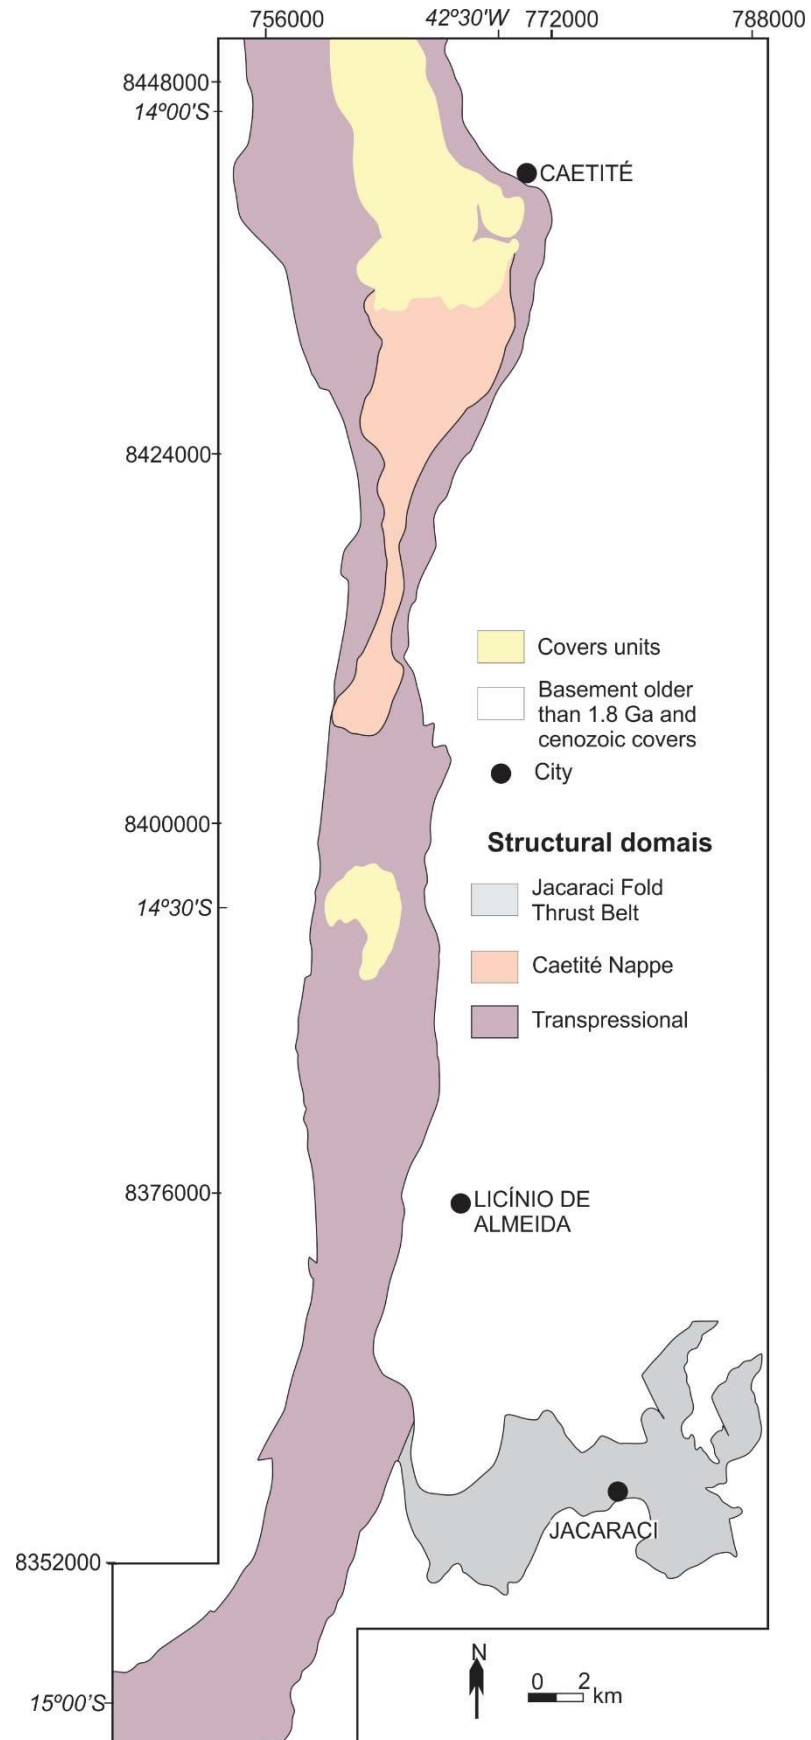 756000 42º30'W 772000 788000
8448000
14º00'S
CAETITÉ
8424000
Covers units
Basement older
than 1.8 Ga and
cenozoic covers
City
8400000
Structural domais
14º30'S
Jacaraci Fold
Thrust Belt
Caetité Nappe
Transpressional
8376000
LICÍNIO DE
ALMEIDA
JACARACI
8352000
N
0 2
km
15º00'S